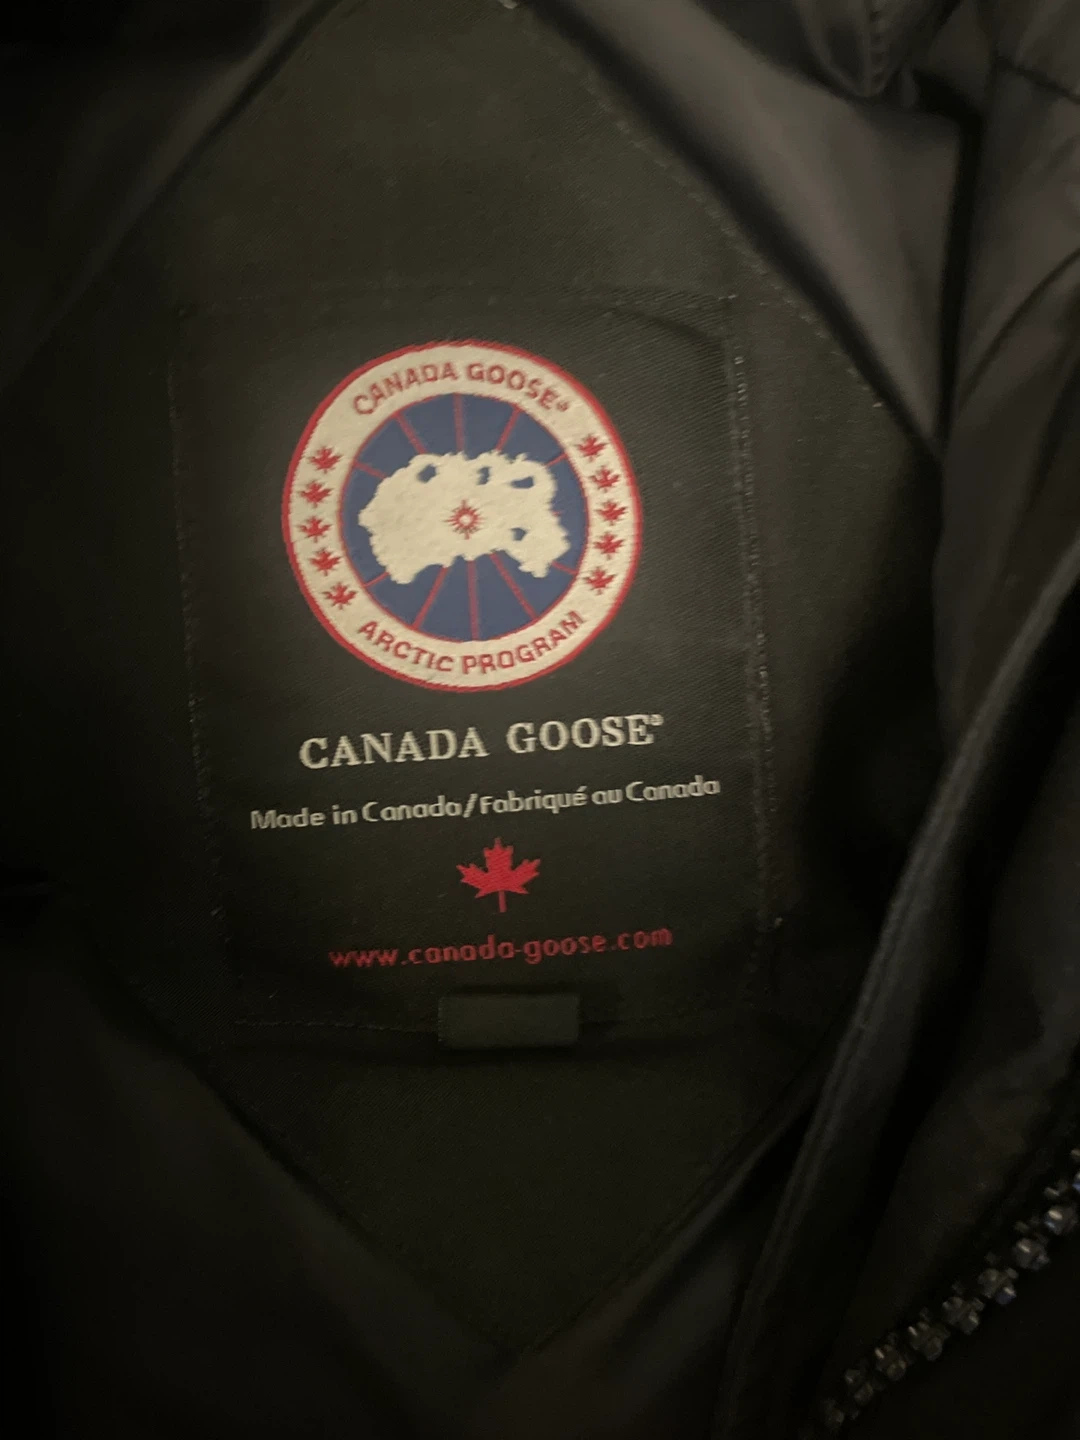 CANADA GOOSE®
ARCTIC PROGRAM
CANADA GOOSE®
Made in Canada/Fabriqué au Canada
www.canada-goose.com